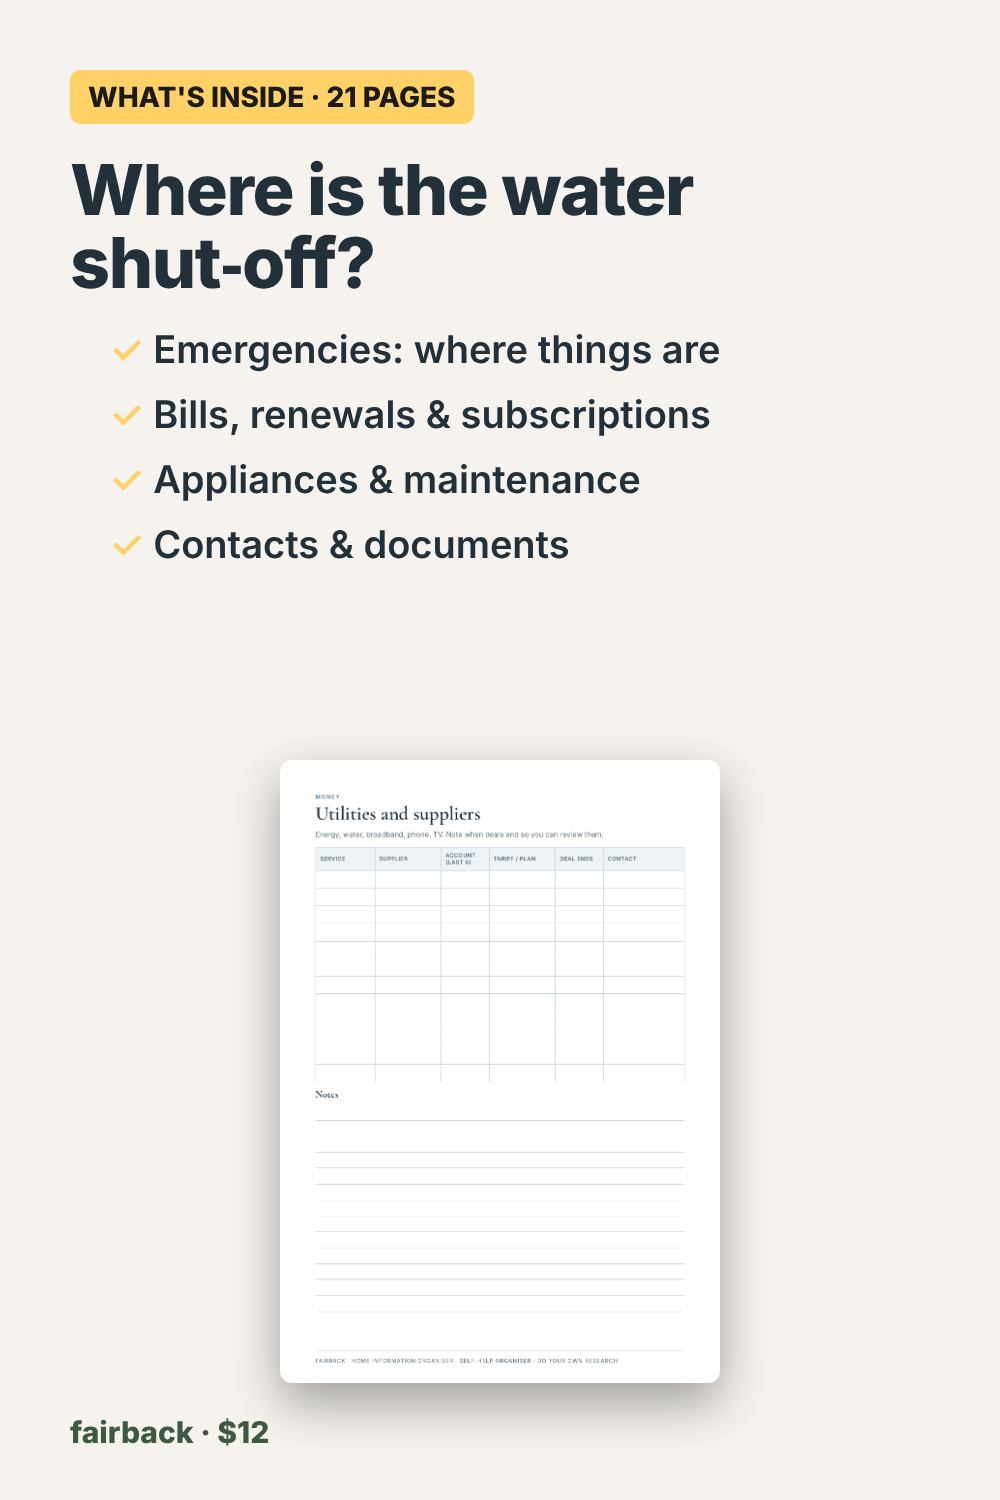 WHAT'S INSIDE · 21 PAGES
Where is the water
shut-off?
Emergencies: where things are
Bills, renewals & subscriptions
Appliances & maintenance
Contacts & documents
MONEY
Utilities and suppliers
Energy, water, broadband, phone, TV. Note when deals end so you can review them.
SERVICE SUPPLIER ACCOUNT (LAST 4) TARIFF / PLAN DEAL ENDS CONTACT
Notes
FAIRBACK · HOME INFORMATION ORGANISER · SELF-HELP ORGANISER · DO YOUR OWN RESEARCH
fairback · $12